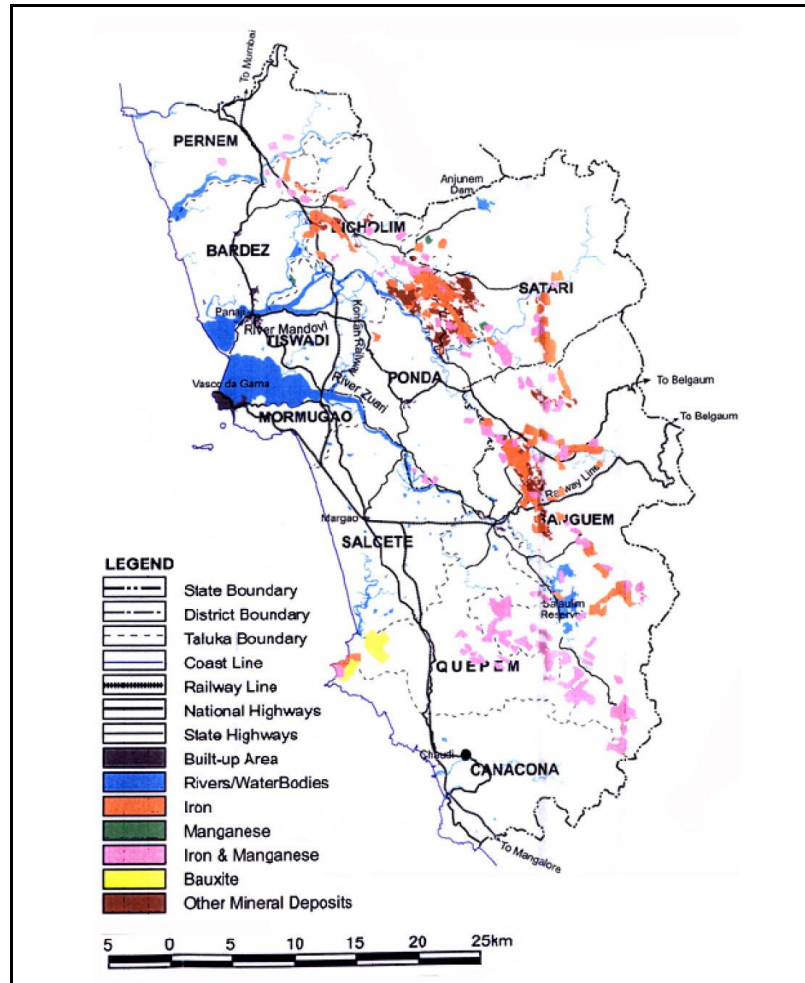 To Mumbai
PERNEM
Anjunem
Dam
BICHOLIM
BARDEZ
SATARI
Panaji
River Mandovi
TISWADI
Konkan Railway
PONDA
To Belgaum
Vasco da Gama
River Zuari
To Belgaum
MORMUGAO
Railway Line
Margao
SANGUEM
SALCETE
Salaulim
Reserv
QUEPEM
Chaudi
CANACONA
To Mangalore
LEGEND
State Boundary
District Boundary
Taluka Boundary
Coast Line
Railway Line
National Highways
State Highways
Built-up Area
Rivers/WaterBodies
Iron
Manganese
Iron & Manganese
Bauxite
Other Mineral Deposits
5 0 5 10 15 20 25km